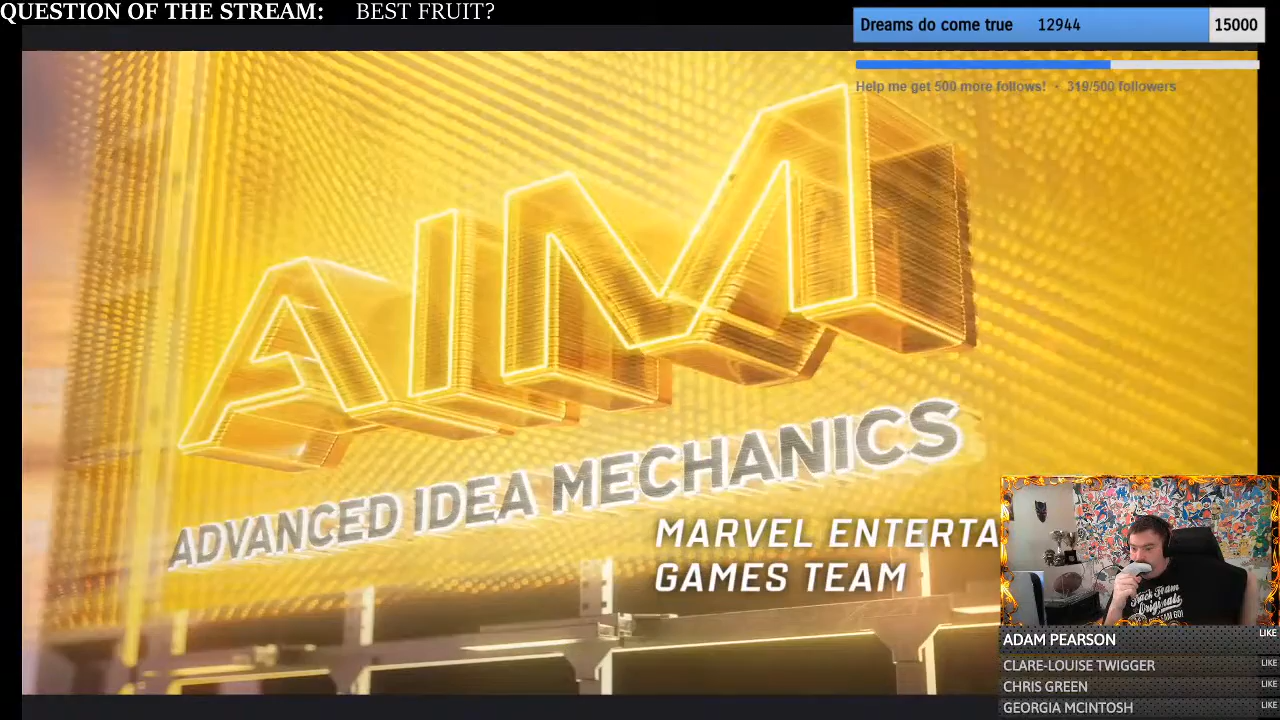 QUESTION OF THE STREAM: BEST FRUIT?
Dreams do come true 12944 15000
Help me get 500 more follows! · 319/500 followers
AIM
ADVANCED IDEA MECHANICS
MARVEL ENTERTA
GAMES TEAM
Originals
ADAM PEARSON LIKE
CLARE-LOUISE TWIGGER LIKE
CHRIS GREEN LIKE
GEORGIA MCINTOSH LIKE